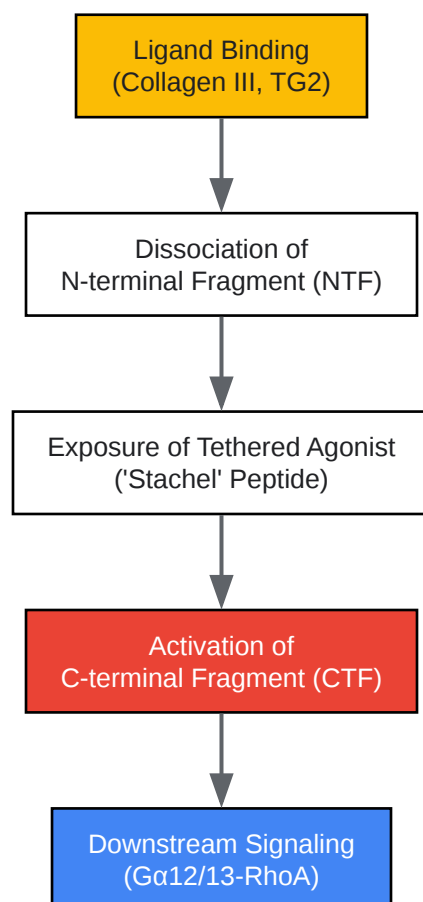 Ligand Binding
(Collagen III, TG2)
Dissociation of
N-terminal Fragment (NTF)
Exposure of Tethered Agonist
('Stachel' Peptide)
Activation of
C-terminal Fragment (CTF)
Downstream Signaling
(Gα12/13-RhoA)